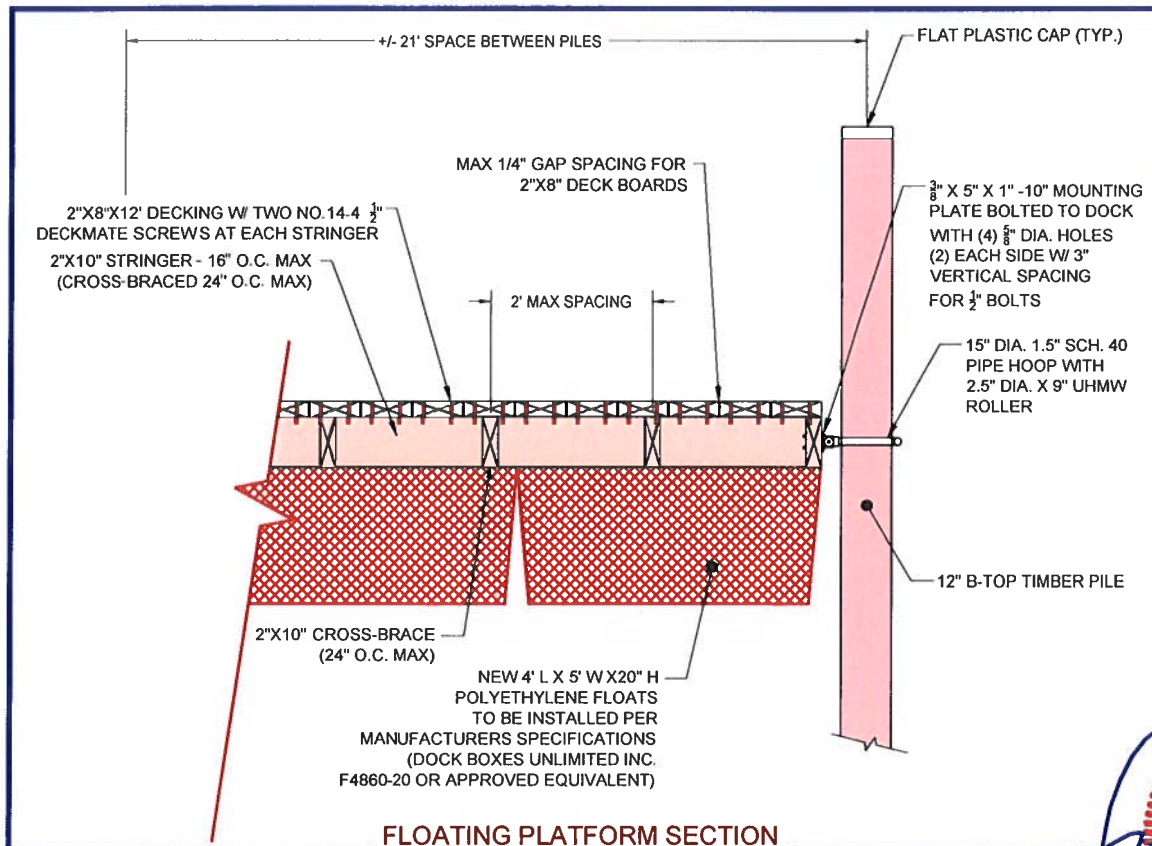 +/- 21' SPACE BETWEEN PILES
FLAT PLASTIC CAP (TYP.)
MAX 1/4" GAP SPACING FOR
2"X8" DECK BOARDS
3/8" X 5" X 1" -10" MOUNTING
PLATE BOLTED TO DOCK
WITH (4) 5/8" DIA. HOLES
(2) EACH SIDE W/ 3"
VERTICAL SPACING
FOR 1/2" BOLTS
2"X8"X12' DECKING W/ TWO NO.14-4 1/2"
DECKMATE SCREWS AT EACH STRINGER
2"X10" STRINGER - 16" O.C. MAX
(CROSS-BRACED 24" O.C. MAX)
2' MAX SPACING
15" DIA. 1.5" SCH. 40
PIPE HOOP WITH
2.5" DIA. X 9" UHMW
ROLLER
12" B-TOP TIMBER PILE
2"X10" CROSS-BRACE
(24" O.C. MAX)
NEW 4' L X 5' W X20" H
POLYETHYLENE FLOATS
TO BE INSTALLED PER
MANUFACTURERS SPECIFICATIONS
(DOCK BOXES UNLIMITED INC.
F4860-20 OR APPROVED EQUIVALENT)
FLOATING PLATFORM SECTION